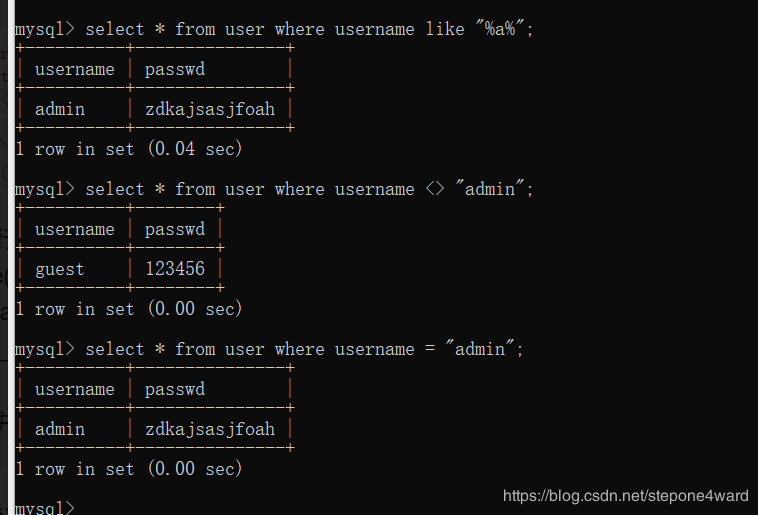 mysql> select * from user where username like "%a%";
+----------+--------------+
| username | passwd       |
+----------+--------------+
| admin    | zdkajsasjfoah |
+----------+--------------+
1 row in set (0.04 sec)
mysql> select * from user where username <> "admin";
+----------+--------+
| username | passwd |
+----------+--------+
| guest    | 123456 |
+----------+--------+
1 row in set (0.00 sec)
mysql> select * from user where username = "admin";
+----------+--------------+
| username | passwd       |
+----------+--------------+
| admin    | zdkajsasjfoah |
+----------+--------------+
1 row in set (0.00 sec)
https://blog.csdn.net/stepone4ward
mysql>